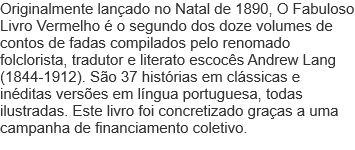 Originalmente lançado no Natal de 1890, O Fabuloso
Livro Vermelho é o segundo dos doze volumes de
contos de fadas compilados pelo renomado
folclorista, tradutor e literato escocês Andrew Lang
(1844-1912). São 37 histórias em clássicas e
inéditas versões em língua portuguesa, todas
ilustradas. Este livro foi concretizado graças a uma
campanha de financiamento coletivo.